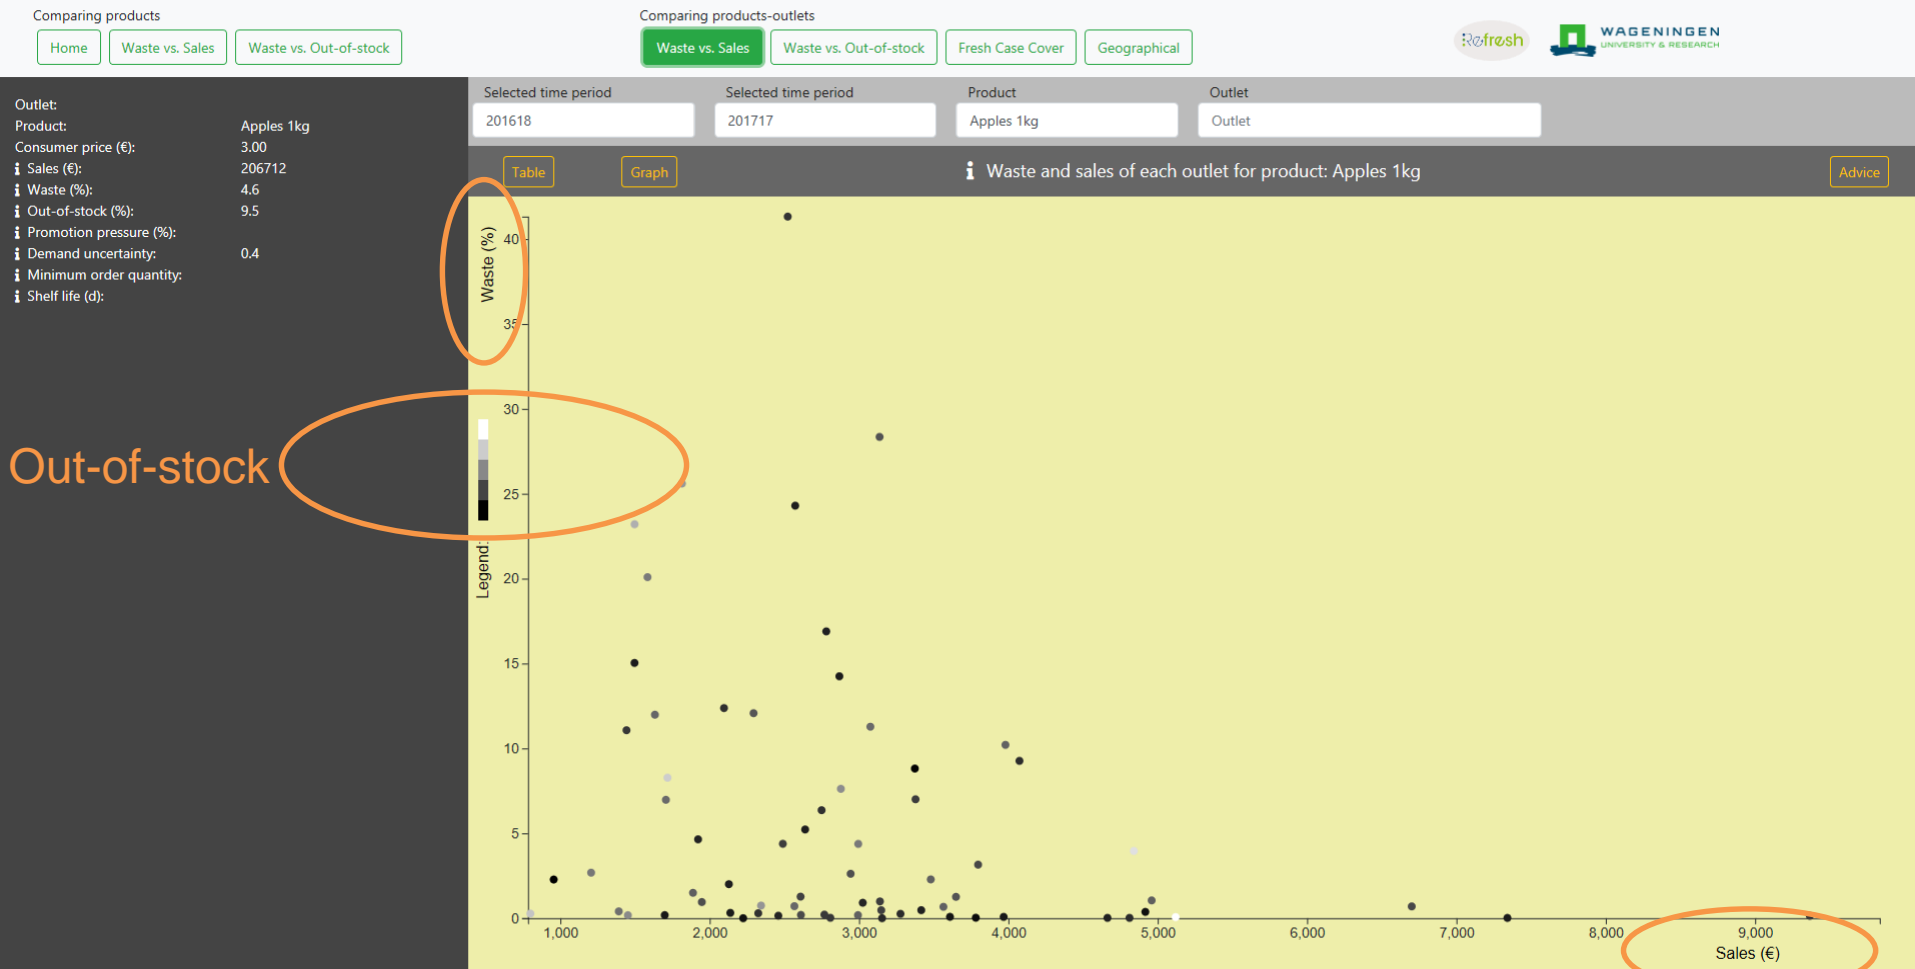 Comparing products
Home
Waste vs. Sales
Waste vs. Out-of-stock
Comparing products-outlets
Waste vs. Sales
Waste vs. Out-of-stock
Fresh Case Cover
Geographical
Refresh
WAGENINGEN
UNIVERSITY & RESEARCH
Outlet:
Product: Apples 1kg
Consumer price (€): 3.00
Sales (€): 206712
Waste (%): 4.6
Out-of-stock (%): 9.5
Promotion pressure (%):
Demand uncertainty: 0.4
Minimum order quantity:
Shelf life (d):
Out-of-stock
Selected time period
201618
Selected time period
201717
Product
Apples 1kg
Outlet
Outlet
Table
Graph
Waste and sales of each outlet for product: Apples 1kg
Advice
Waste (%)
Legend:
40
35
30
25
20
15
10
5
0
1,000
2,000
3,000
4,000
5,000
6,000
7,000
8,000
9,000
Sales (€)